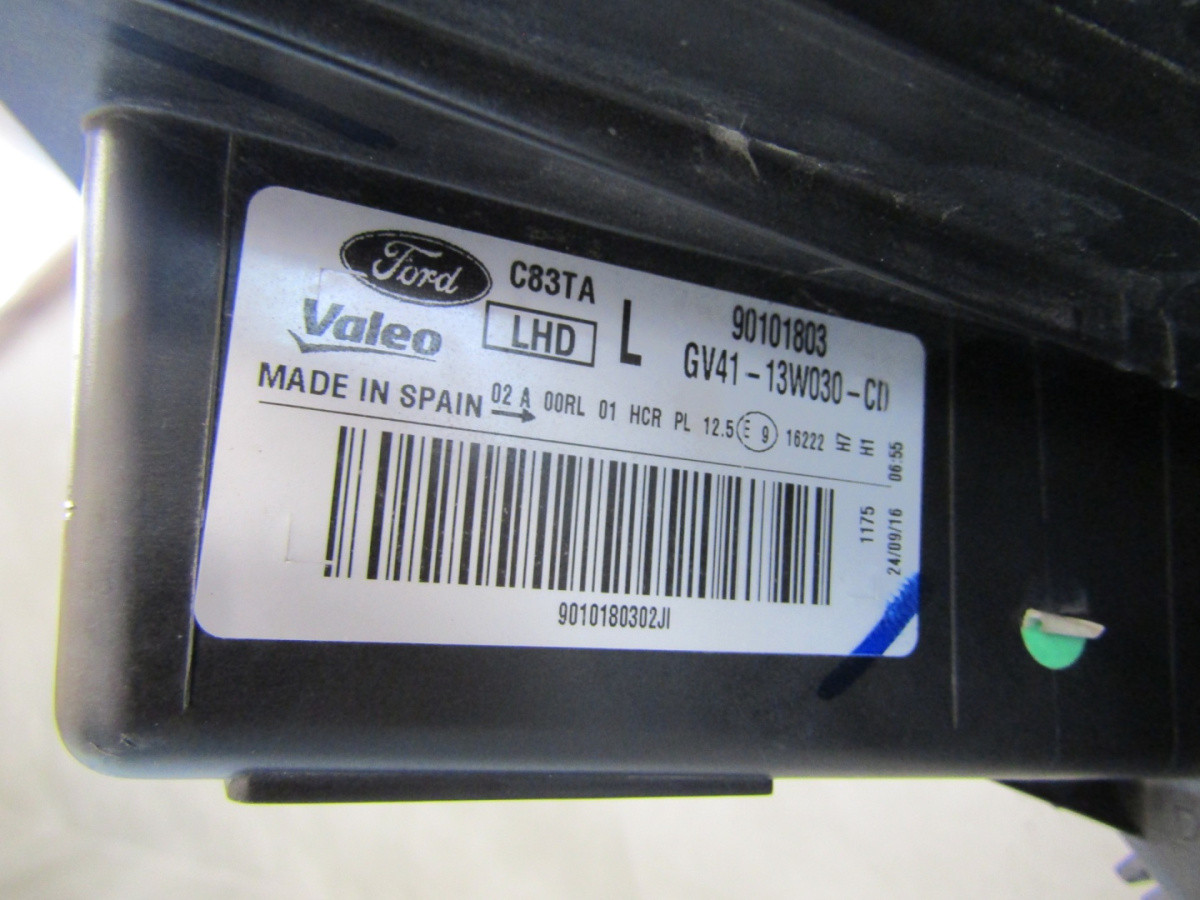 Ford C83TA
Valeo LHD L
90101803
GV41-13W030-CD
MADE IN SPAIN 02 A 00RL 01 HCR PL 12.5 E 9 16222 H7 H1
1175
24/09/16 06:55
9010180302JI